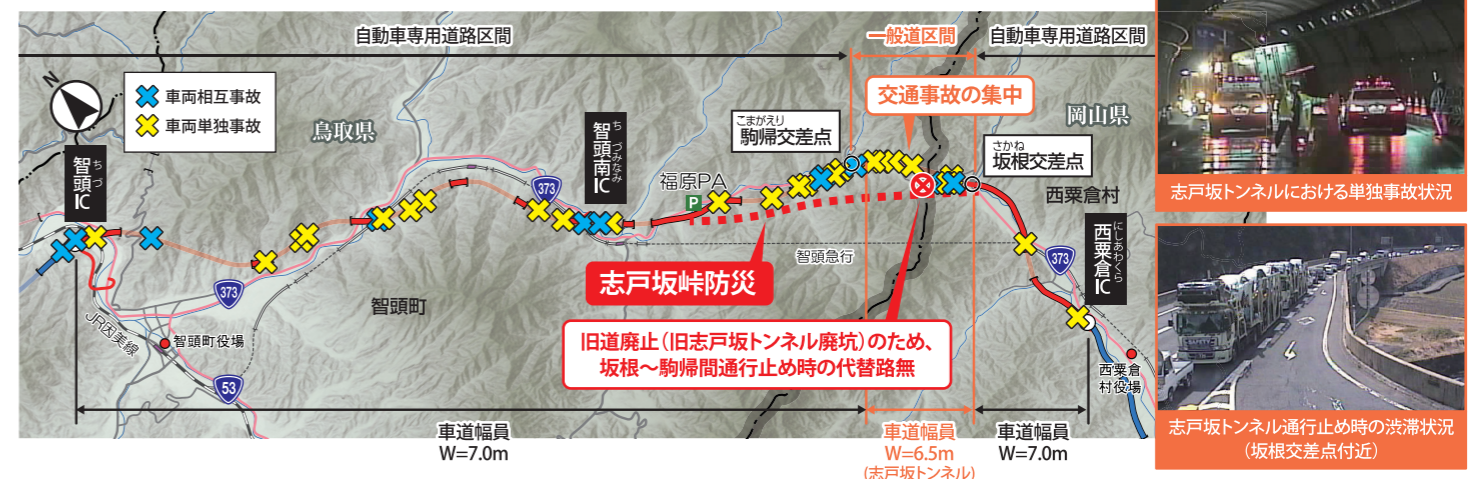 自動車専用道路区間
一般道区間
自動車専用道路区間
N
車両相互事故
車両単独事故
交通事故の集中
鳥取県
岡山県
ちづ
智頭IC
ちづみなみ
智頭南IC
こまがえり
駒帰交差点
さかね
坂根交差点
373
福原PA
P
西粟倉村
にしあわくら
西粟倉IC
373
智頭急行
志戸坂峠防災
373
智頭町
JR因美線
智頭町役場
53
旧道廃止(旧志戸坂トンネル廃坑)のため、
坂根~駒帰間通行止め時の代替路無
西粟倉
村役場
車道幅員
W=7.0m
車道幅員
W=6.5m
(志戸坂トンネル)
車道幅員
W=7.0m
志戸坂トンネルにおける単独事故状況
志戸坂トンネル通行止め時の渋滞状況
(坂根交差点付近)